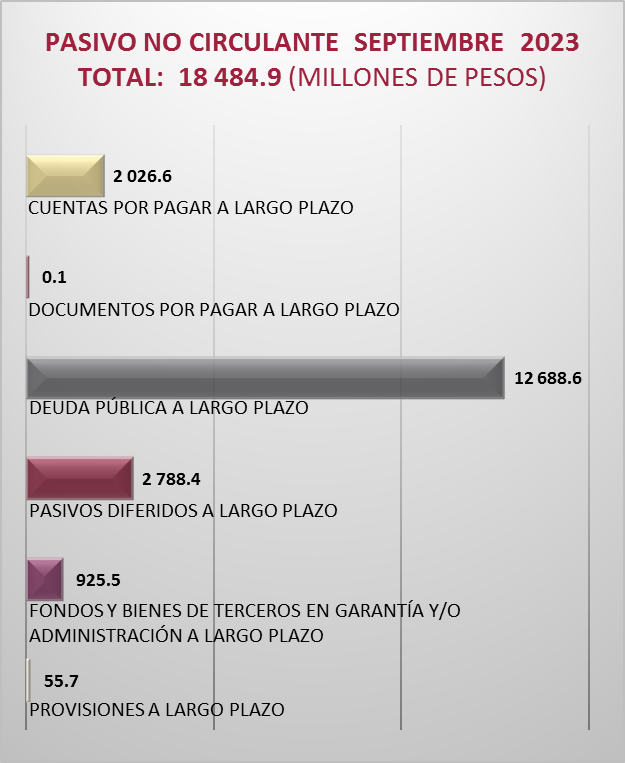 PASIVO NO CIRCULANTE SEPTIEMBRE 2023
TOTAL: 18 484.9 (MILLONES DE PESOS)
2 026.6
CUENTAS POR PAGAR A LARGO PLAZO
0.1
DOCUMENTOS POR PAGAR A LARGO PLAZO
12 688.6
DEUDA PÚBLICA A LARGO PLAZO
2 788.4
PASIVOS DIFERIDOS A LARGO PLAZO
925.5
FONDOS Y BIENES DE TERCEROS EN GARANTÍA Y/O
ADMINISTRACIÓN A LARGO PLAZO
55.7
PROVISIONES A LARGO PLAZO